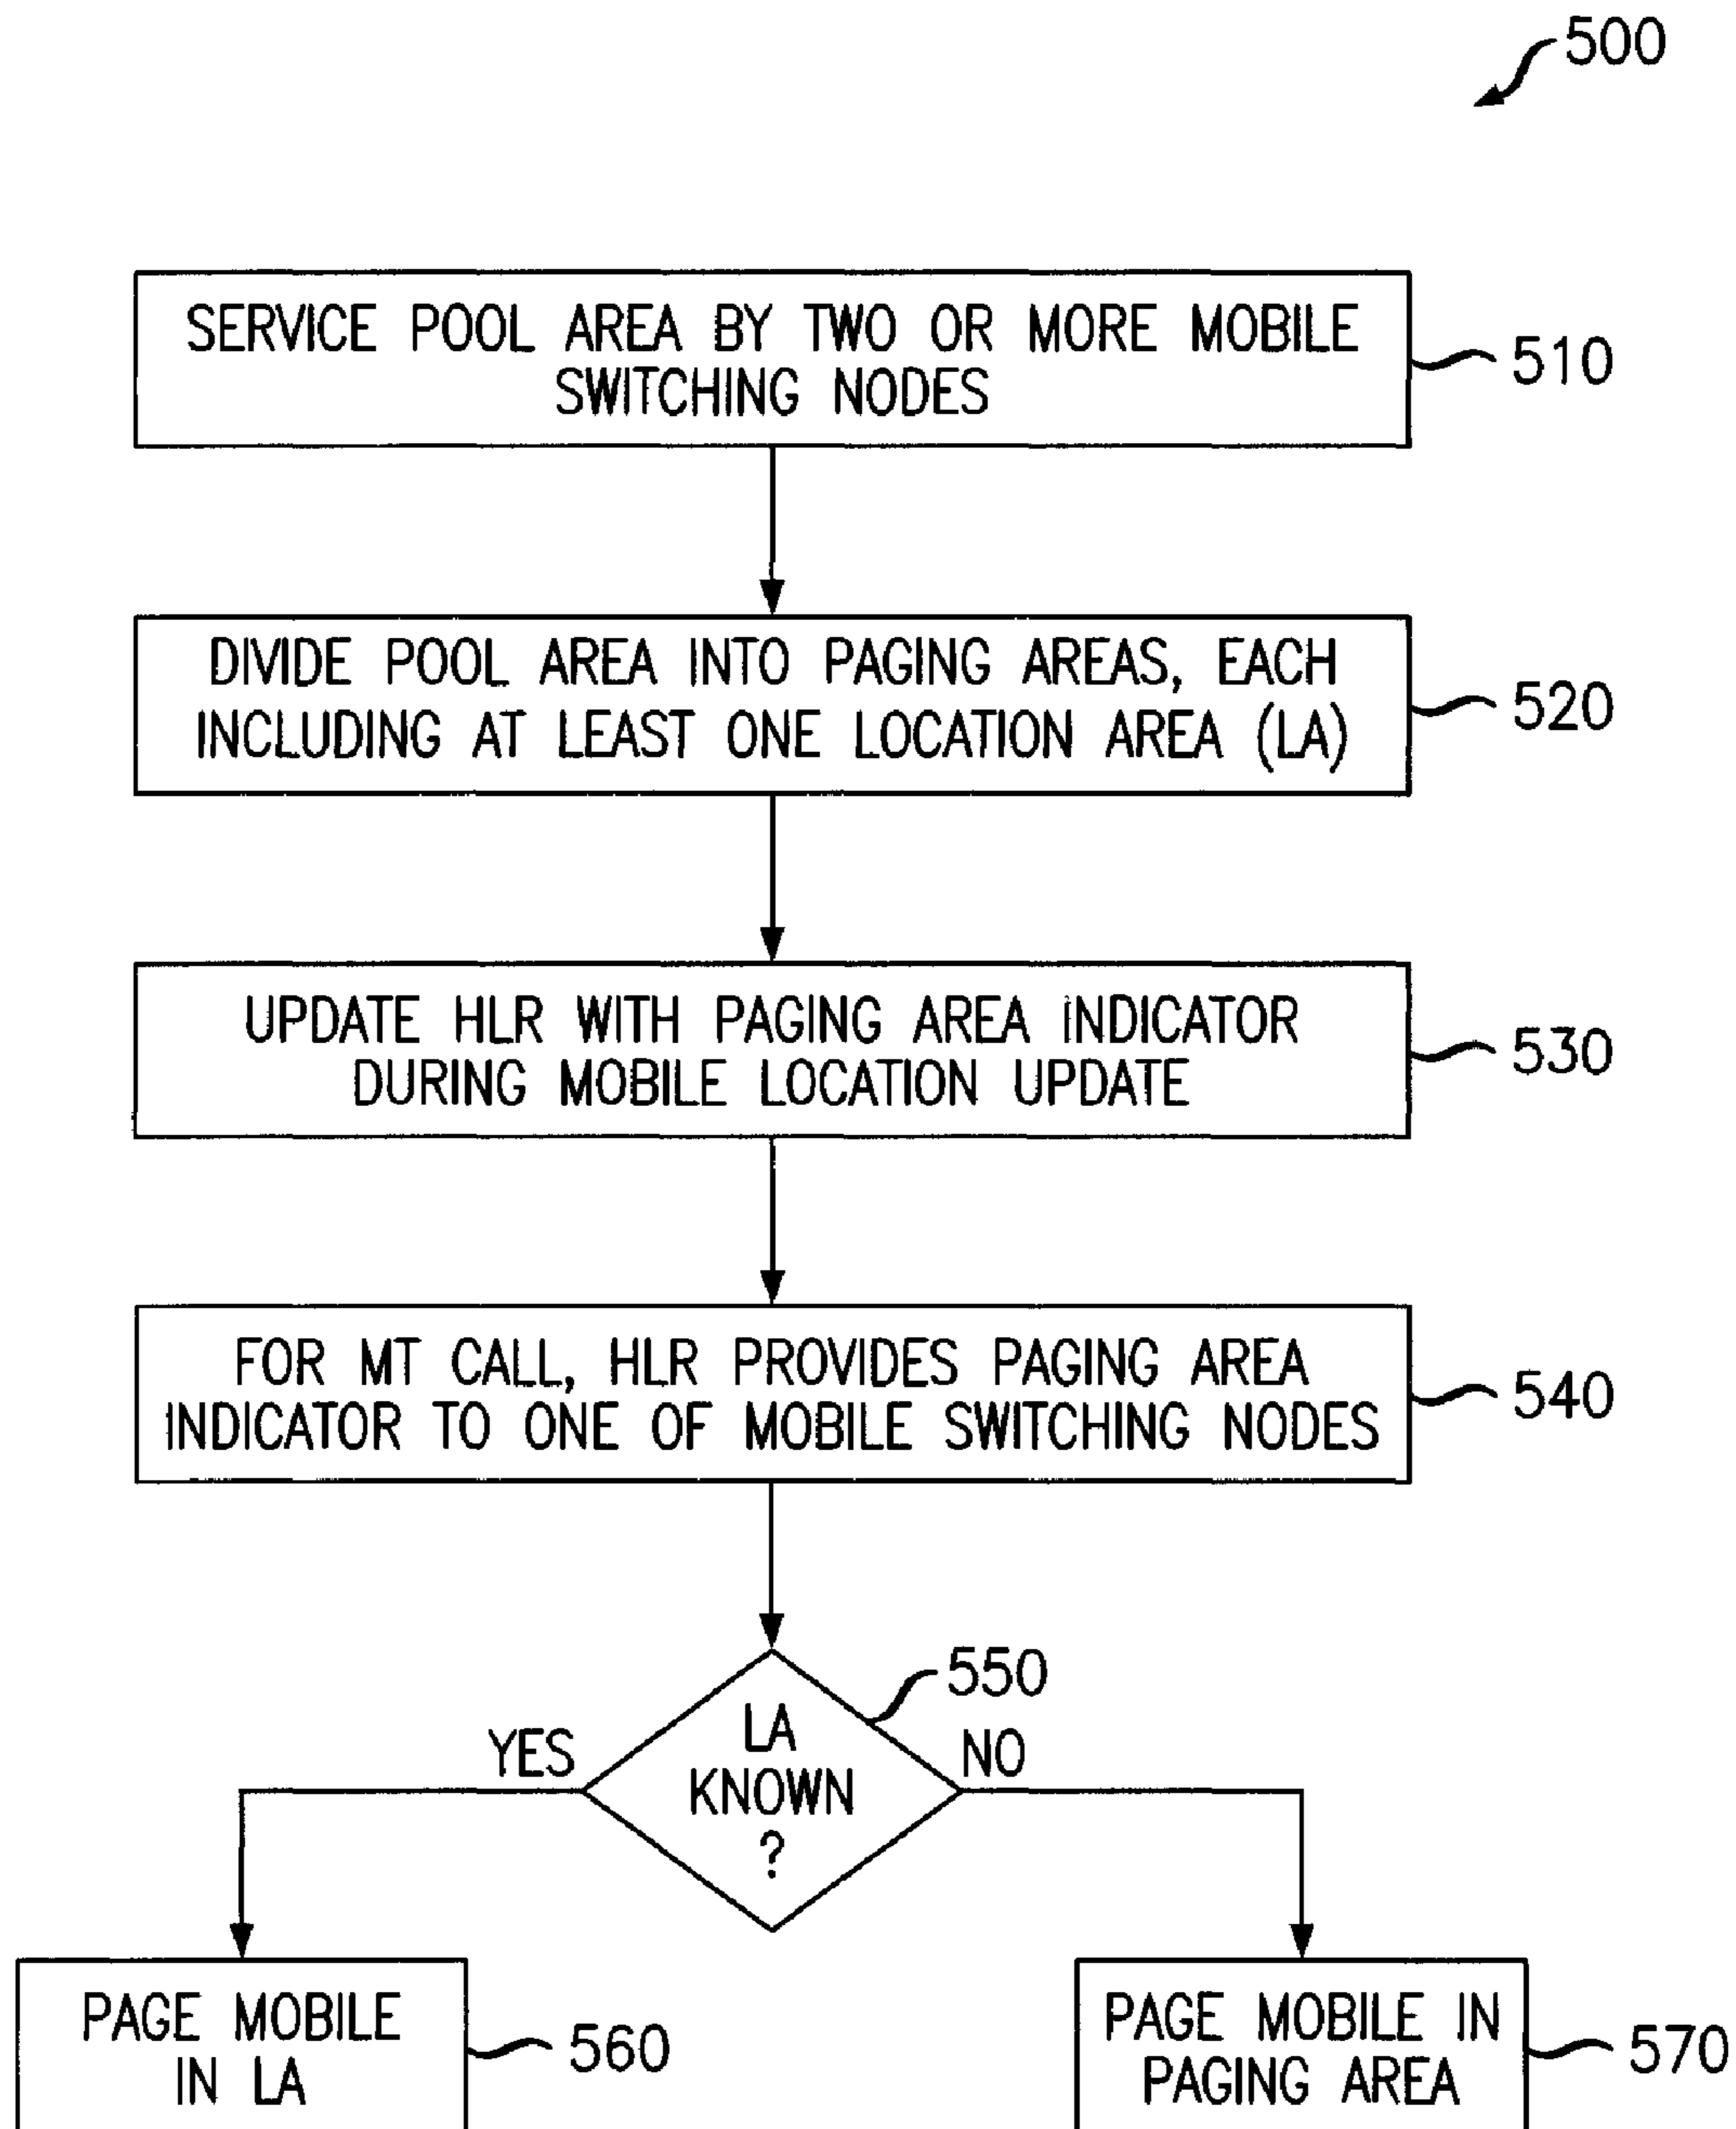 500
SERVICE POOL AREA BY TWO OR MORE MOBILE
SWITCHING NODES
510
DIVIDE POOL AREA INTO PAGING AREAS, EACH
INCLUDING AT LEAST ONE LOCATION AREA (LA)
520
UPDATE HLR WITH PAGING AREA INDICATOR
DURING MOBILE LOCATION UPDATE
530
FOR MT CALL, HLR PROVIDES PAGING AREA
INDICATOR TO ONE OF MOBILE SWITCHING NODES
540
550
LA
KNOWN
?
YES
NO
PAGE MOBILE
IN LA
560
PAGE MOBILE IN
PAGING AREA
570